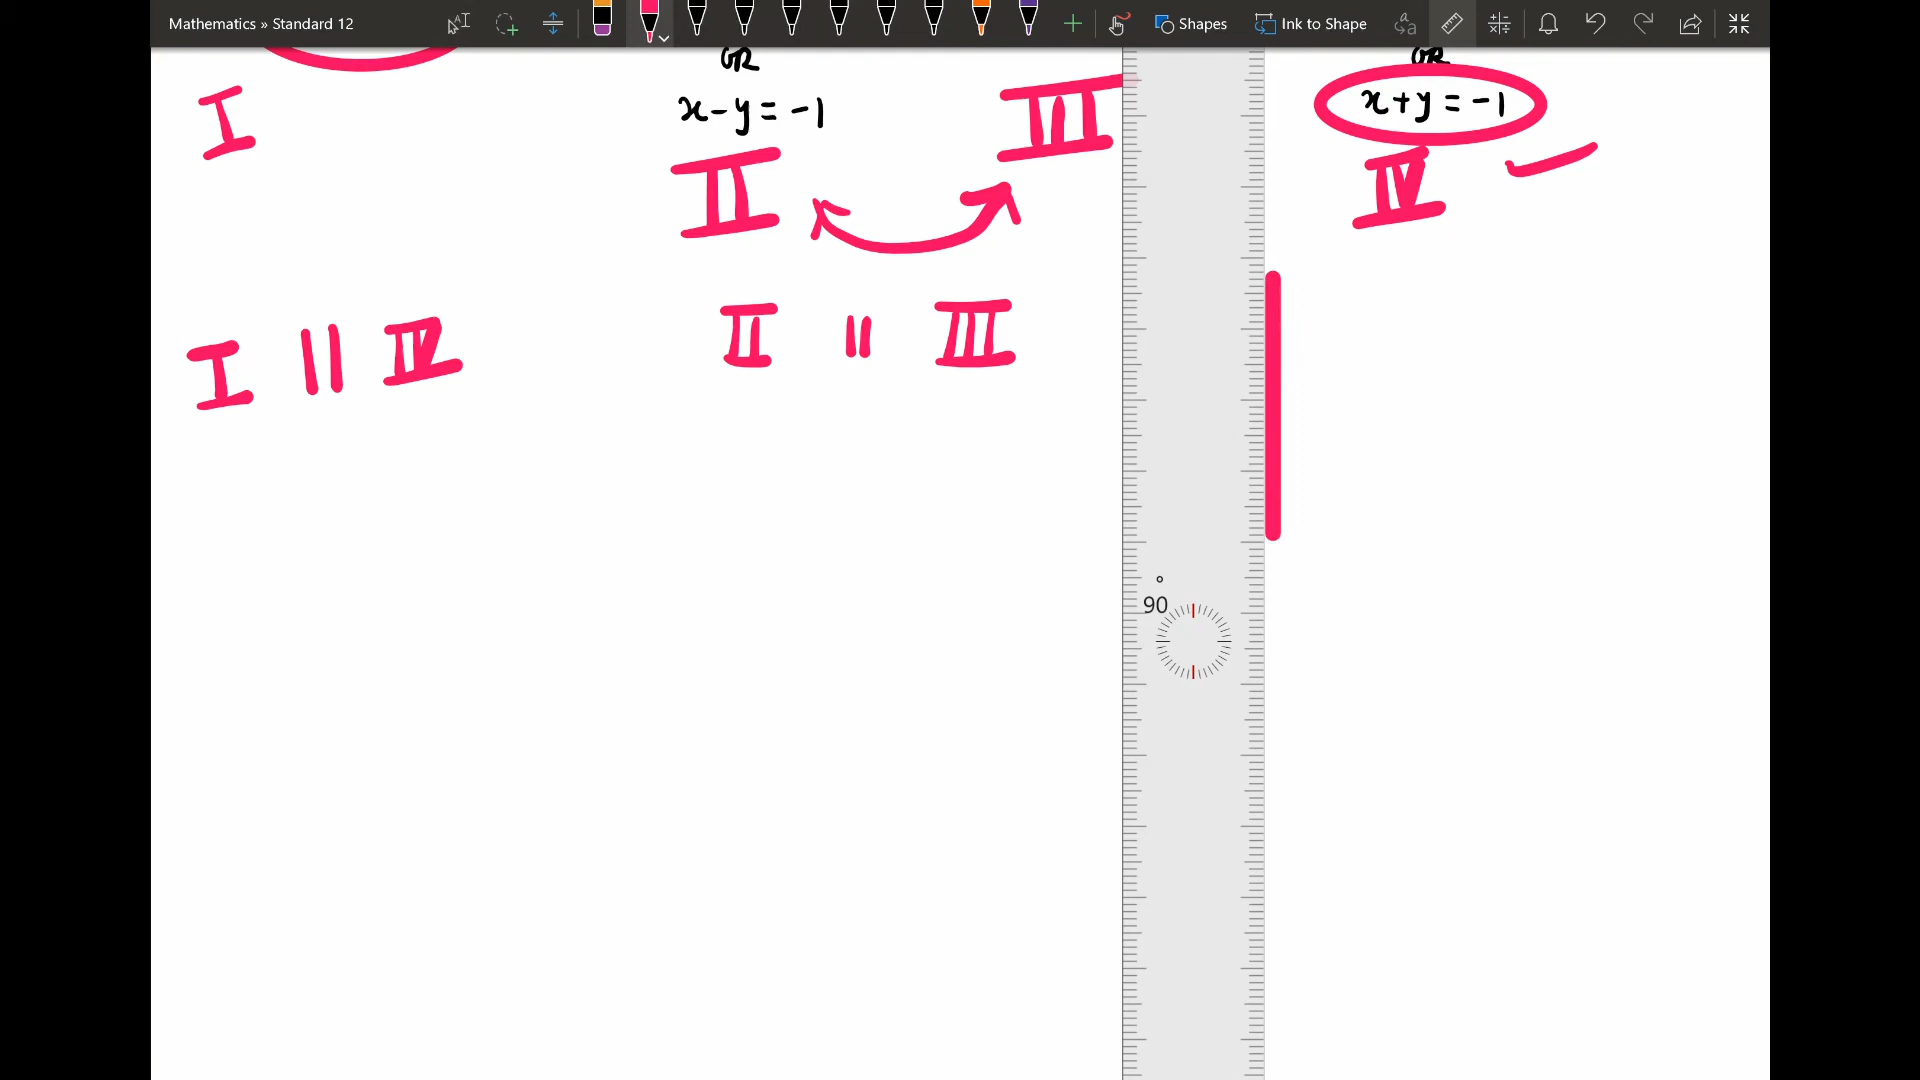 Mathematics » Standard 12
Shapes
Ink to Shape
OR
OR
x-y=-1
x+y=-1
I
II
III
IV
I || IV
II || III
°
90